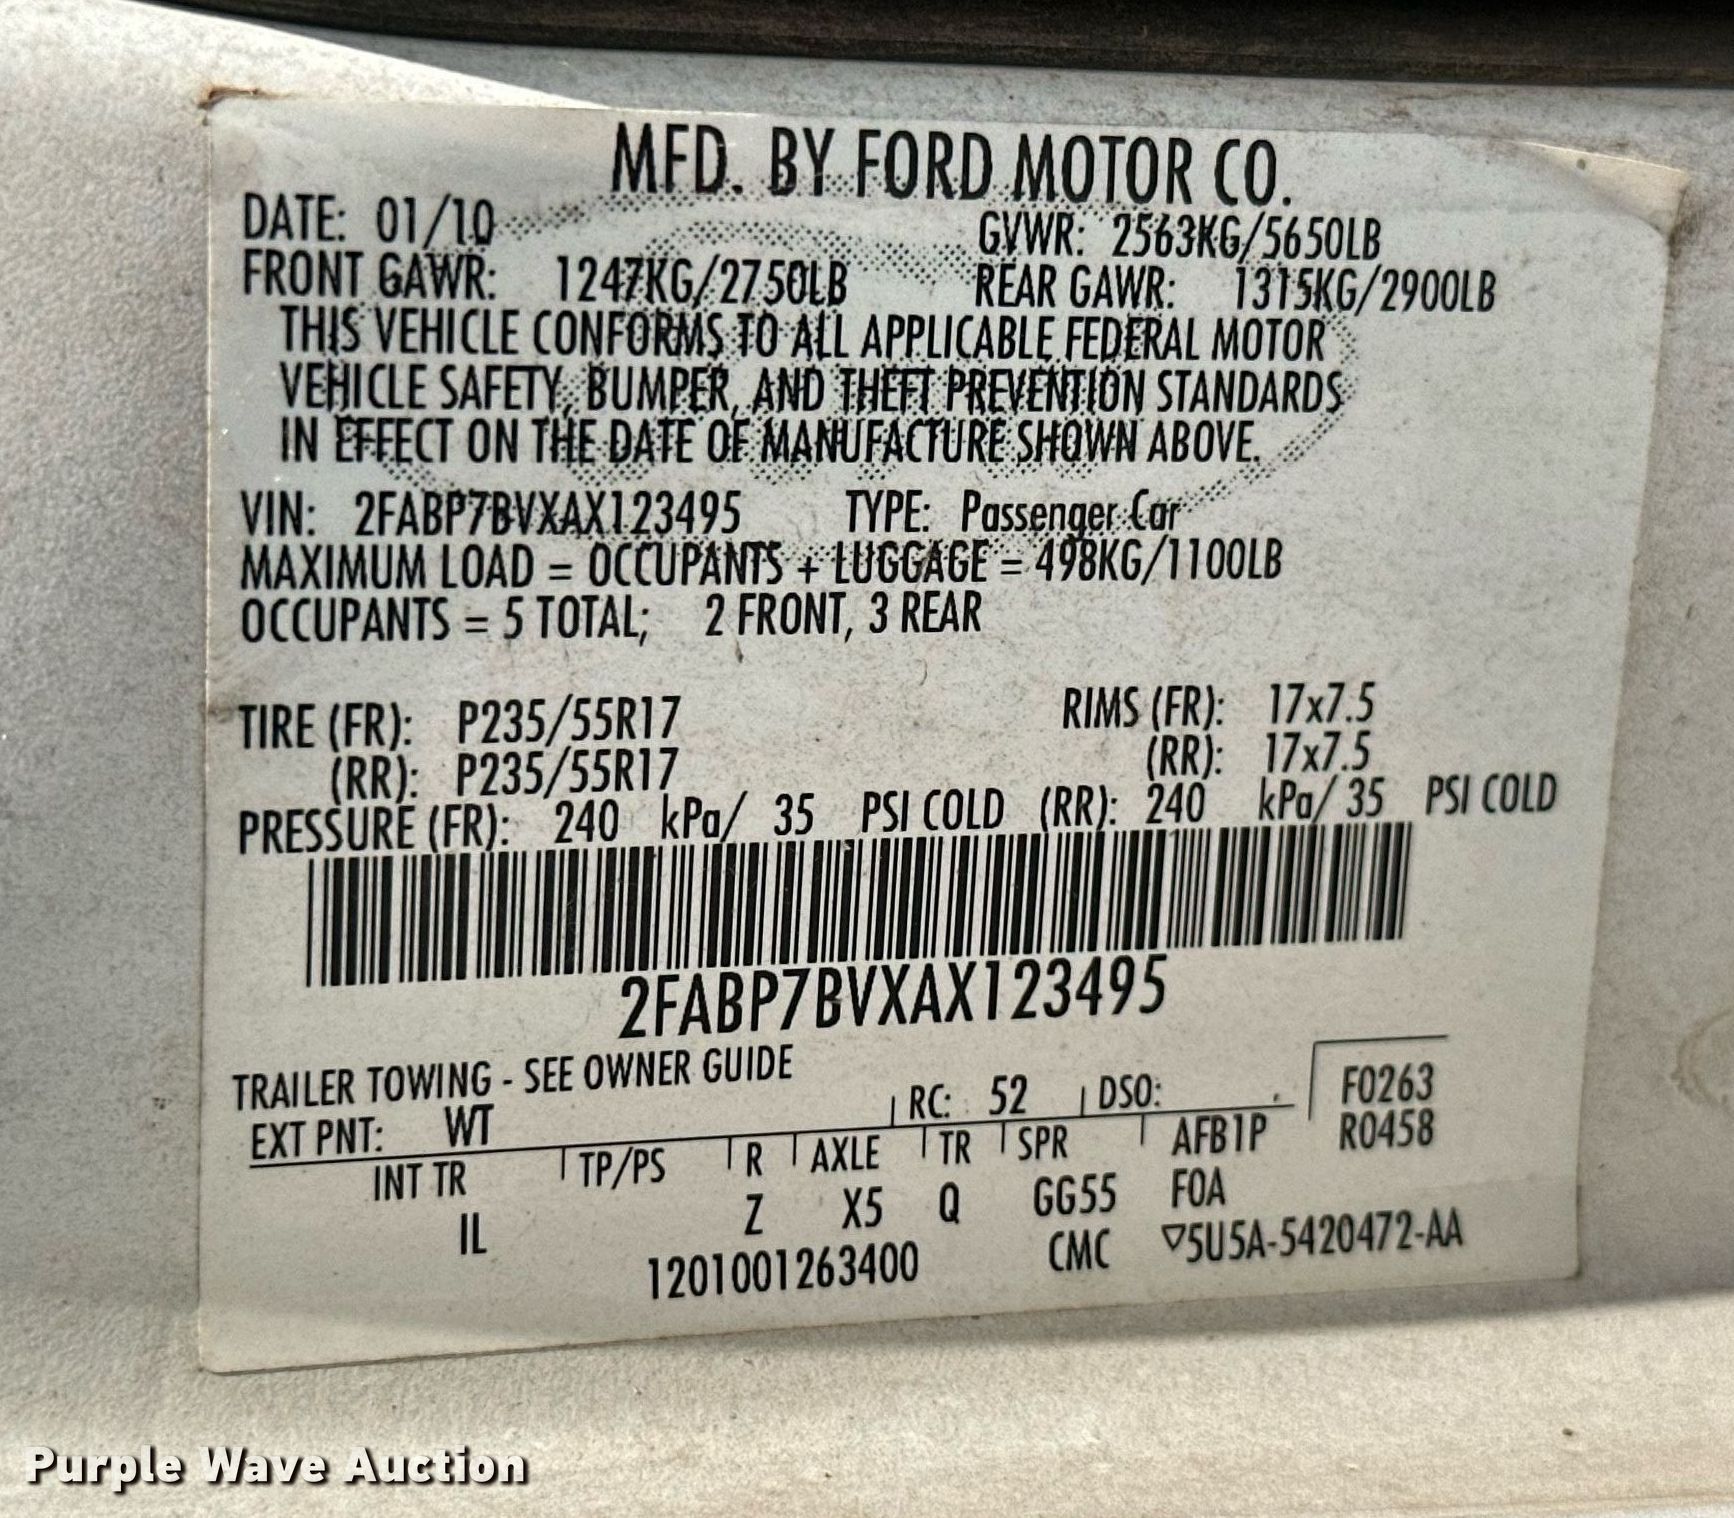 MFD. BY FORD MOTOR CO.
DATE: 01/10 GVWR: 2563KG/5650LB
FRONT GAWR: 1247KG/2750LB REAR GAWR: 1315KG/2900LB
THIS VEHICLE CONFORMS TO ALL APPLICABLE FEDERAL MOTOR
VEHICLE SAFETY, BUMPER, AND THEFT PREVENTION STANDARDS
IN EFFECT ON THE DATE OF MANUFACTURE SHOWN ABOVE.
VIN: 2FABP7BVXAX123495 TYPE: Passenger Car
MAXIMUM LOAD = OCCUPANTS + LUGGAGE = 498KG/1100LB
OCCUPANTS = 5 TOTAL; 2 FRONT, 3 REAR
TIRE (FR): P235/55R17 RIMS (FR): 17x7.5
(RR): P235/55R17 (RR): 17x7.5
PRESSURE (FR): 240 kPa/ 35 PSI COLD (RR): 240 kPa/ 35 PSI COLD
2FABP7BVXAX123495
TRAILER TOWING - SEE OWNER GUIDE
EXT PNT: WT RC: 52 DSO: F0263
INT TR TP/PS R AXLE TR SPR AFB1P R0458
IL Z X5 Q GG55 FOA
1201001263400 CMC ▽5U5A-5420472-AA
Purple Wave Auction